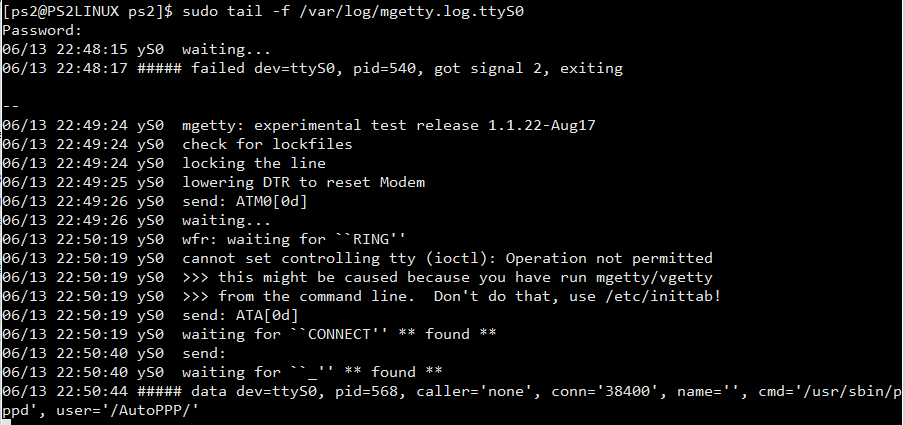 [ps2@PS2LINUX ps2]$ sudo tail -f /var/log/mgetty.log.ttyS0
Password:
06/13 22:48:15 yS0  waiting...
06/13 22:48:17 ##### failed dev=ttyS0, pid=540, got signal 2, exiting

--
06/13 22:49:24 yS0  mgetty: experimental test release 1.1.22-Aug17
06/13 22:49:24 yS0  check for lockfiles
06/13 22:49:24 yS0  locking the line
06/13 22:49:25 yS0  lowering DTR to reset Modem
06/13 22:49:26 yS0  send: ATM0[0d]
06/13 22:49:26 yS0  waiting...
06/13 22:50:19 yS0  wfr: waiting for ``RING''
06/13 22:50:19 yS0  cannot set controlling tty (ioctl): Operation not permitted
06/13 22:50:19 yS0  >>> this might be caused because you have run mgetty/vgetty
06/13 22:50:19 yS0  >>> from the command line.  Don't do that, use /etc/inittab!
06/13 22:50:19 yS0  send: ATA[0d]
06/13 22:50:19 yS0  waiting for ``CONNECT'' ** found **
06/13 22:50:40 yS0  send:
06/13 22:50:40 yS0  waiting for ``_'' ** found **
06/13 22:50:44 ##### data dev=ttyS0, pid=568, caller='none', conn='38400', name='', cmd='/usr/sbin/p
ppd', user='/AutoPPP/'